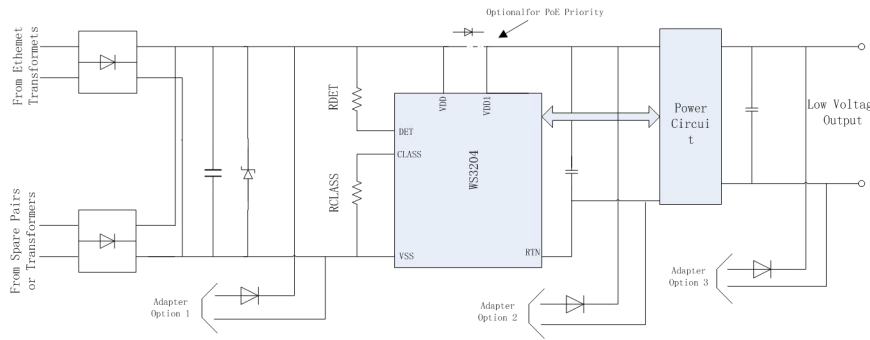 Optionalfor PoE Priority
From Ethemet
Transformets
RDET
VDD
VDD1
DET
CLASS
WS3204
Power
Circui
t
Low Voltag
Output
RCLASS
From Spare Pairs
or Transformers
VSS
RTN
Adapter
Option 1
Adapter
Option 2
Adapter
Option 3